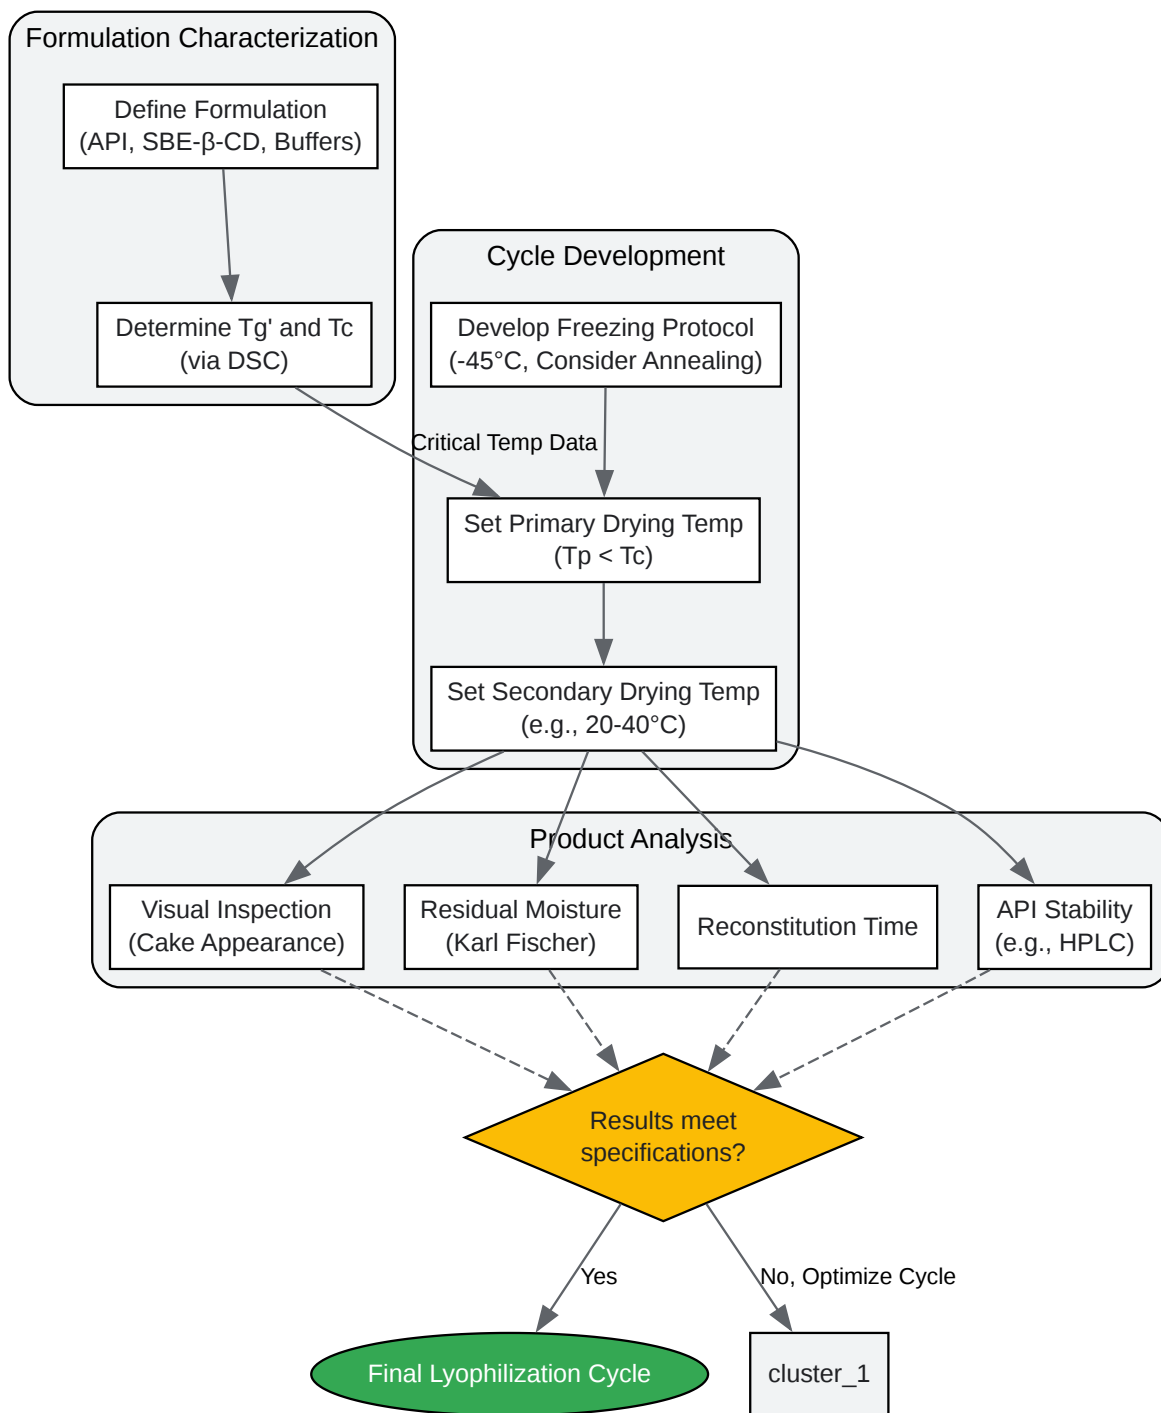 Formulation Characterization
Define Formulation
(API, SBE-β-CD, Buffers)
Determine Tg' and Tc
(via DSC)
Cycle Development
Develop Freezing Protocol
(-45°C, Consider Annealing)
Critical Temp Data
Set Primary Drying Temp
(Tp < Tc)
Set Secondary Drying Temp
(e.g., 20-40°C)
Product Analysis
Visual Inspection
(Cake Appearance)
Residual Moisture
(Karl Fischer)
Reconstitution Time
API Stability
(e.g., HPLC)
Results meet
specifications?
Yes
No, Optimize Cycle
Final Lyophilization Cycle
cluster_1